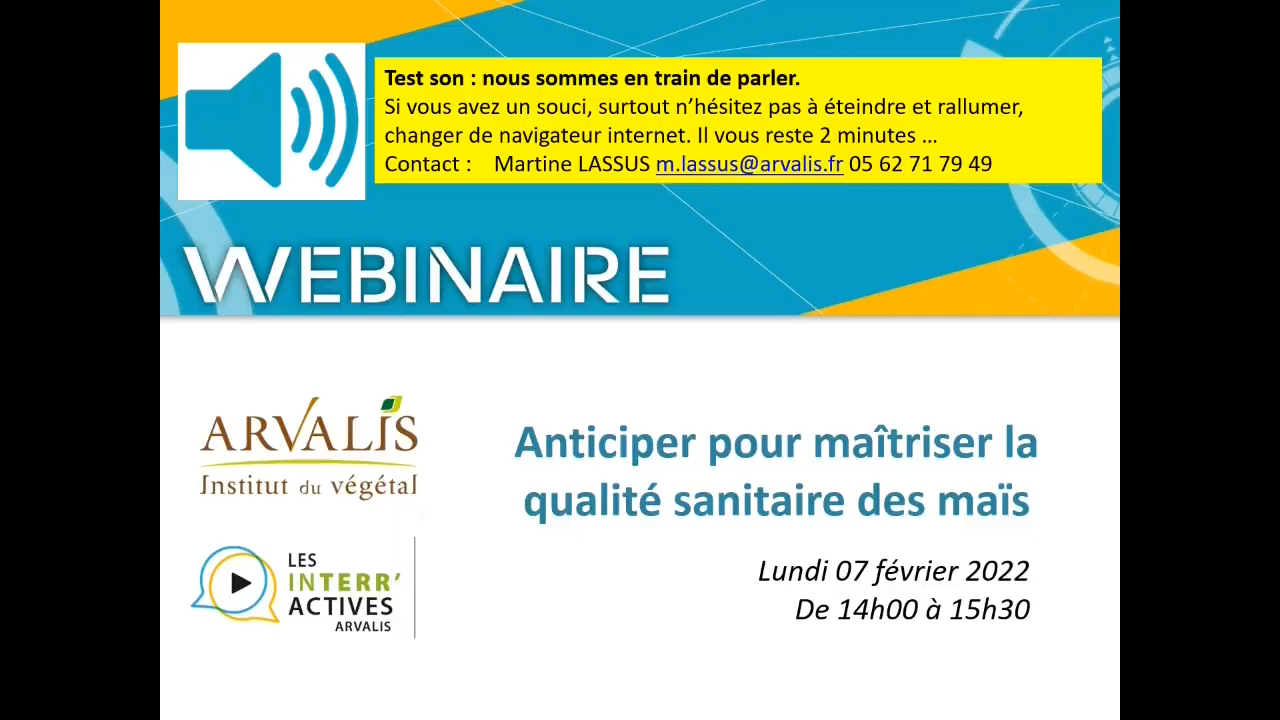 Test son : nous sommes en train de parler.
Si vous avez un souci, surtout n’hésitez pas à éteindre et rallumer,
changer de navigateur internet. Il vous reste 2 minutes …
Contact : Martine LASSUS m.lassus@arvalis.fr 05 62 71 79 49
WEBINAIRE
ARVALIS
Institut du végétal
Anticiper pour maîtriser la
qualité sanitaire des maïs
LES
INTERR’
ACTIVES
ARVALIS
Lundi 07 février 2022
De 14h00 à 15h30